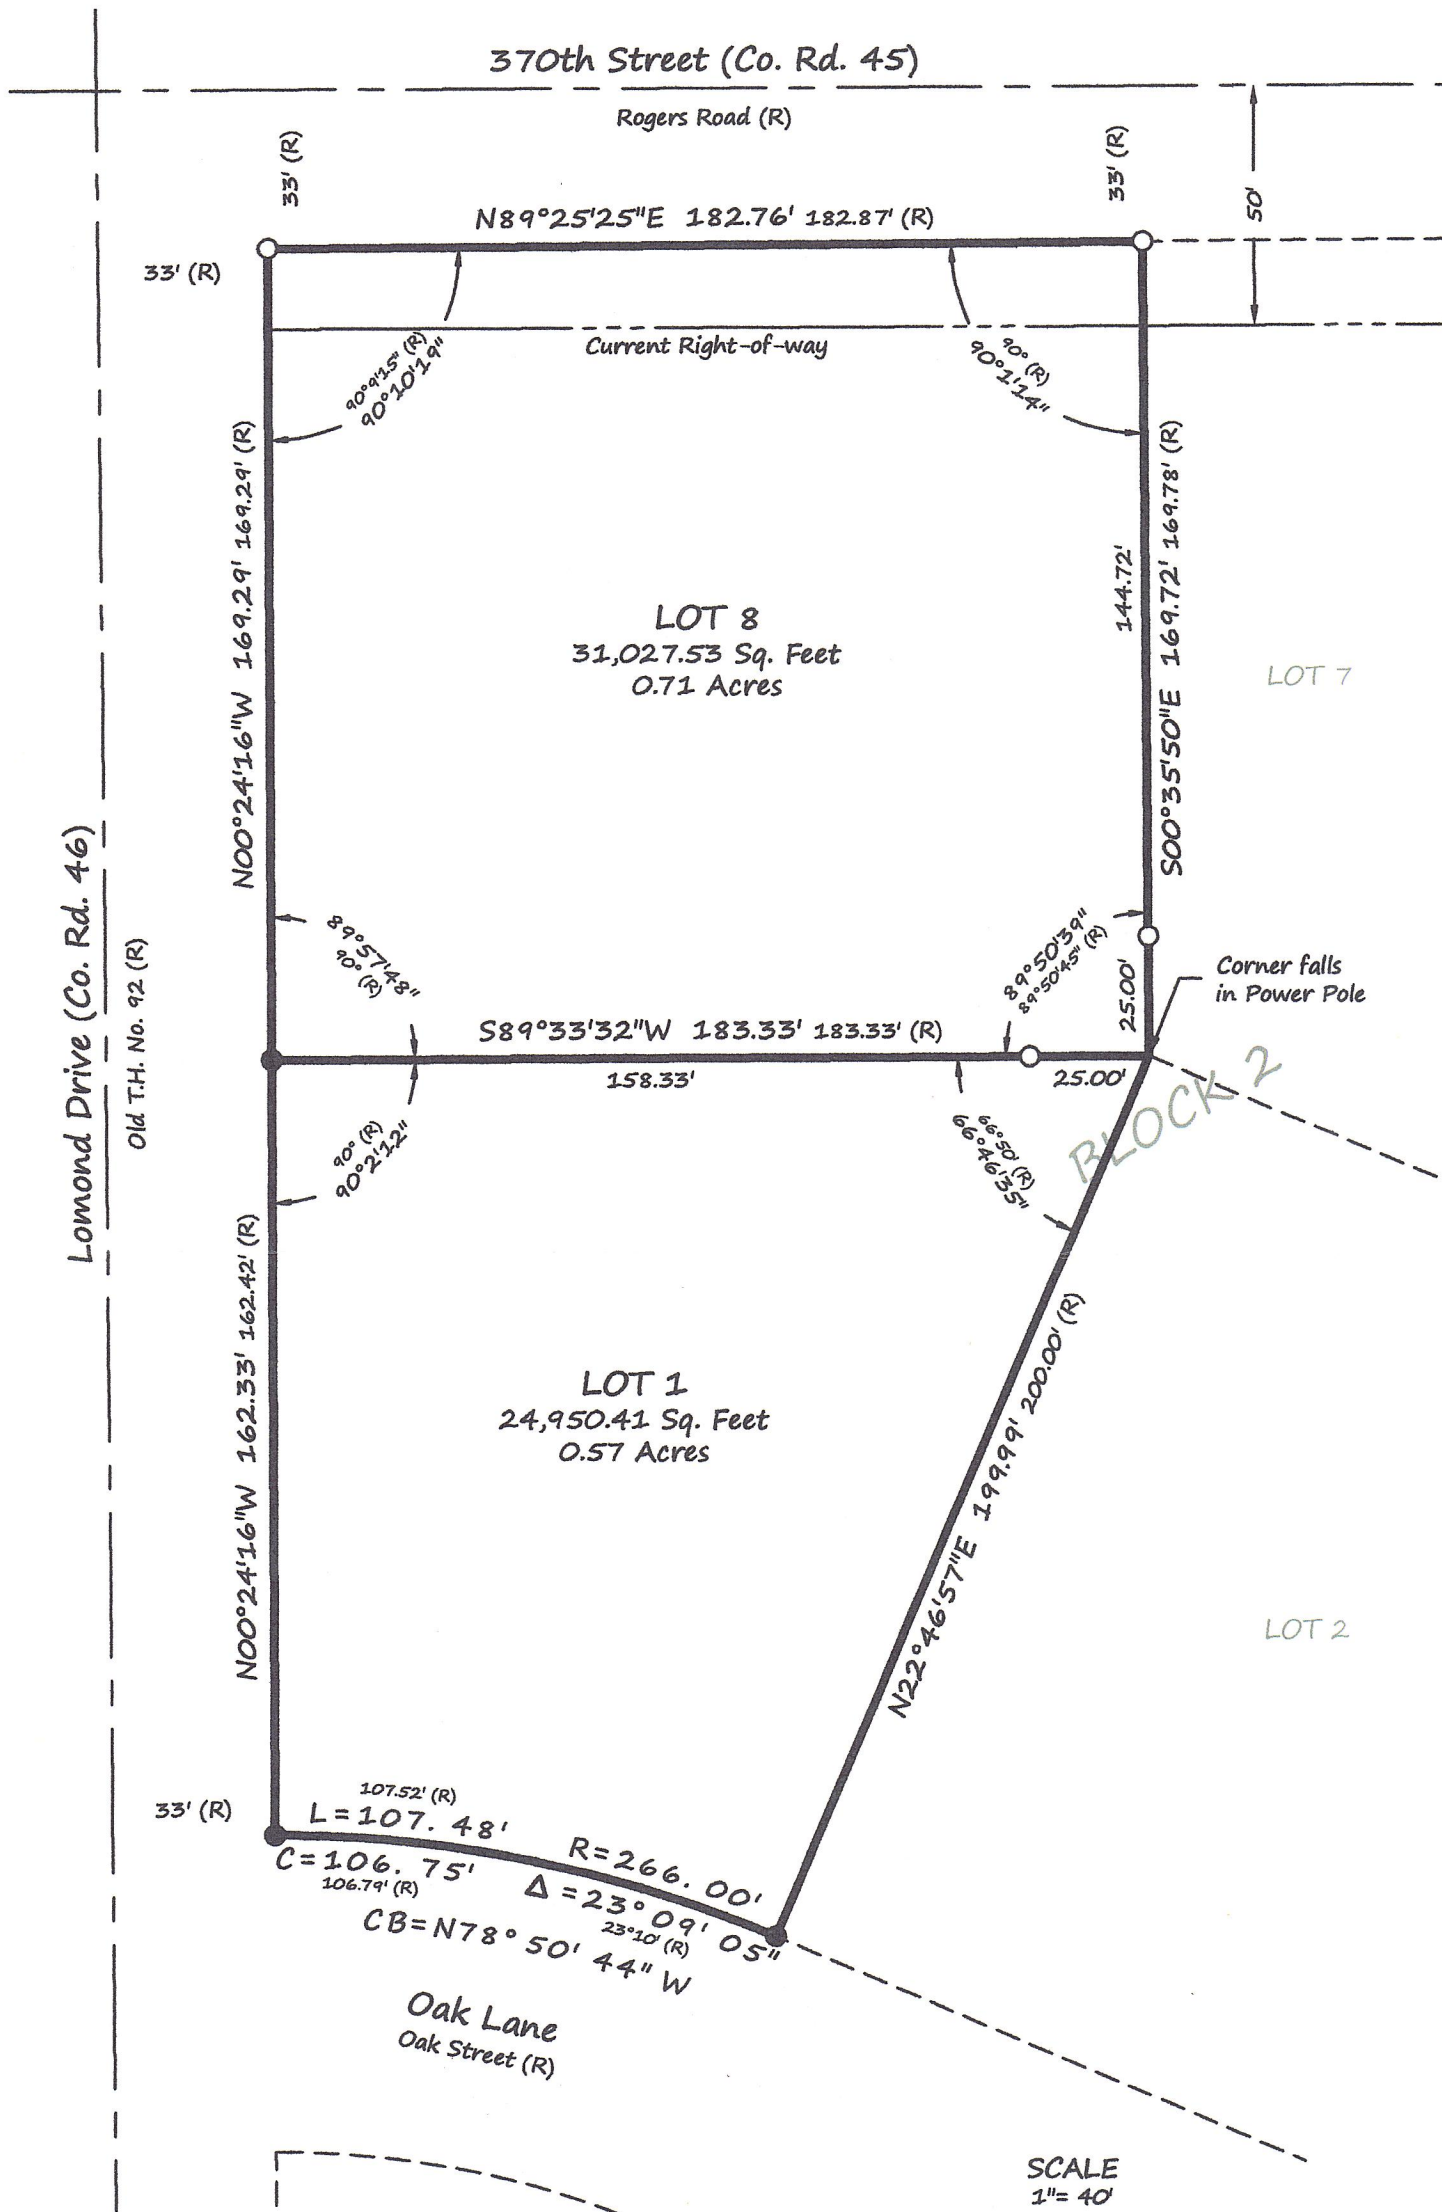 370th Street (Co. Rd. 45)
Rogers Road (R)
33' (R)
33' (R)
50'
N89°25'25"E 182.76' 182.87' (R)
33' (R)
Current Right-of-way
90°9'15" (R)
90°10'19"
90° (R)
90°1'14"
N00°24'16"W 169.29' 169.29' (R)
144.72'
S00°35'50"E 169.72' 169.78' (R)
LOT 8
31,027.53 Sq. Feet
0.71 Acres
LOT 7
Lomond Drive (Co. Rd. 46)
Old T.H. No. 92 (R)
89°57'48"
90° (R)
89°50'39"
89°50'45" (R)
25.00'
Corner falls
in Power Pole
S89°33'32"W 183.33' 183.33' (R)
158.33'
25.00'
BLOCK 2
90° (R)
90°2'12"
66°50' (R)
66°46'35"
N00°24'16"W 162.33' 162.42' (R)
LOT 1
24,950.41 Sq. Feet
0.57 Acres
N22°46'57"E 199.99' 200.00' (R)
LOT 2
33' (R)
107.52' (R)
L=107. 48'
R=266. 00'
C=106. 75'
106.79' (R)
Δ =23° 09' 05"
23°10' (R)
CB=N78° 50' 44" W
Oak Lane
Oak Street (R)
SCALE
1"= 40'